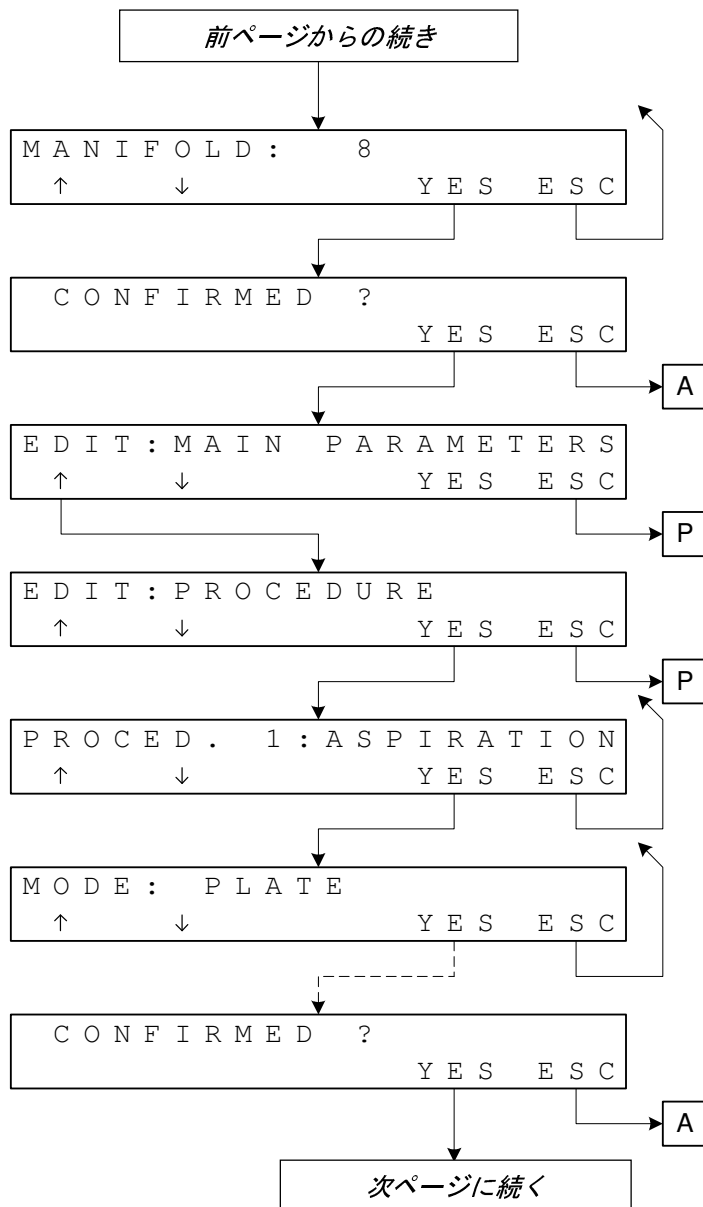 前ページからの続き
MANIFOLD: 8
↑ ↓ YES ESC
CONFIRMED ?
YES ESC
A
EDIT:MAIN PARAMETERS
↑ ↓ YES ESC
P
EDIT:PROCEDURE
↑ ↓ YES ESC
P
PROCED. 1:ASPIRATION
↑ ↓ YES ESC
MODE: PLATE
↑ ↓ YES ESC
CONFIRMED ?
YES ESC
A
次ページに続く